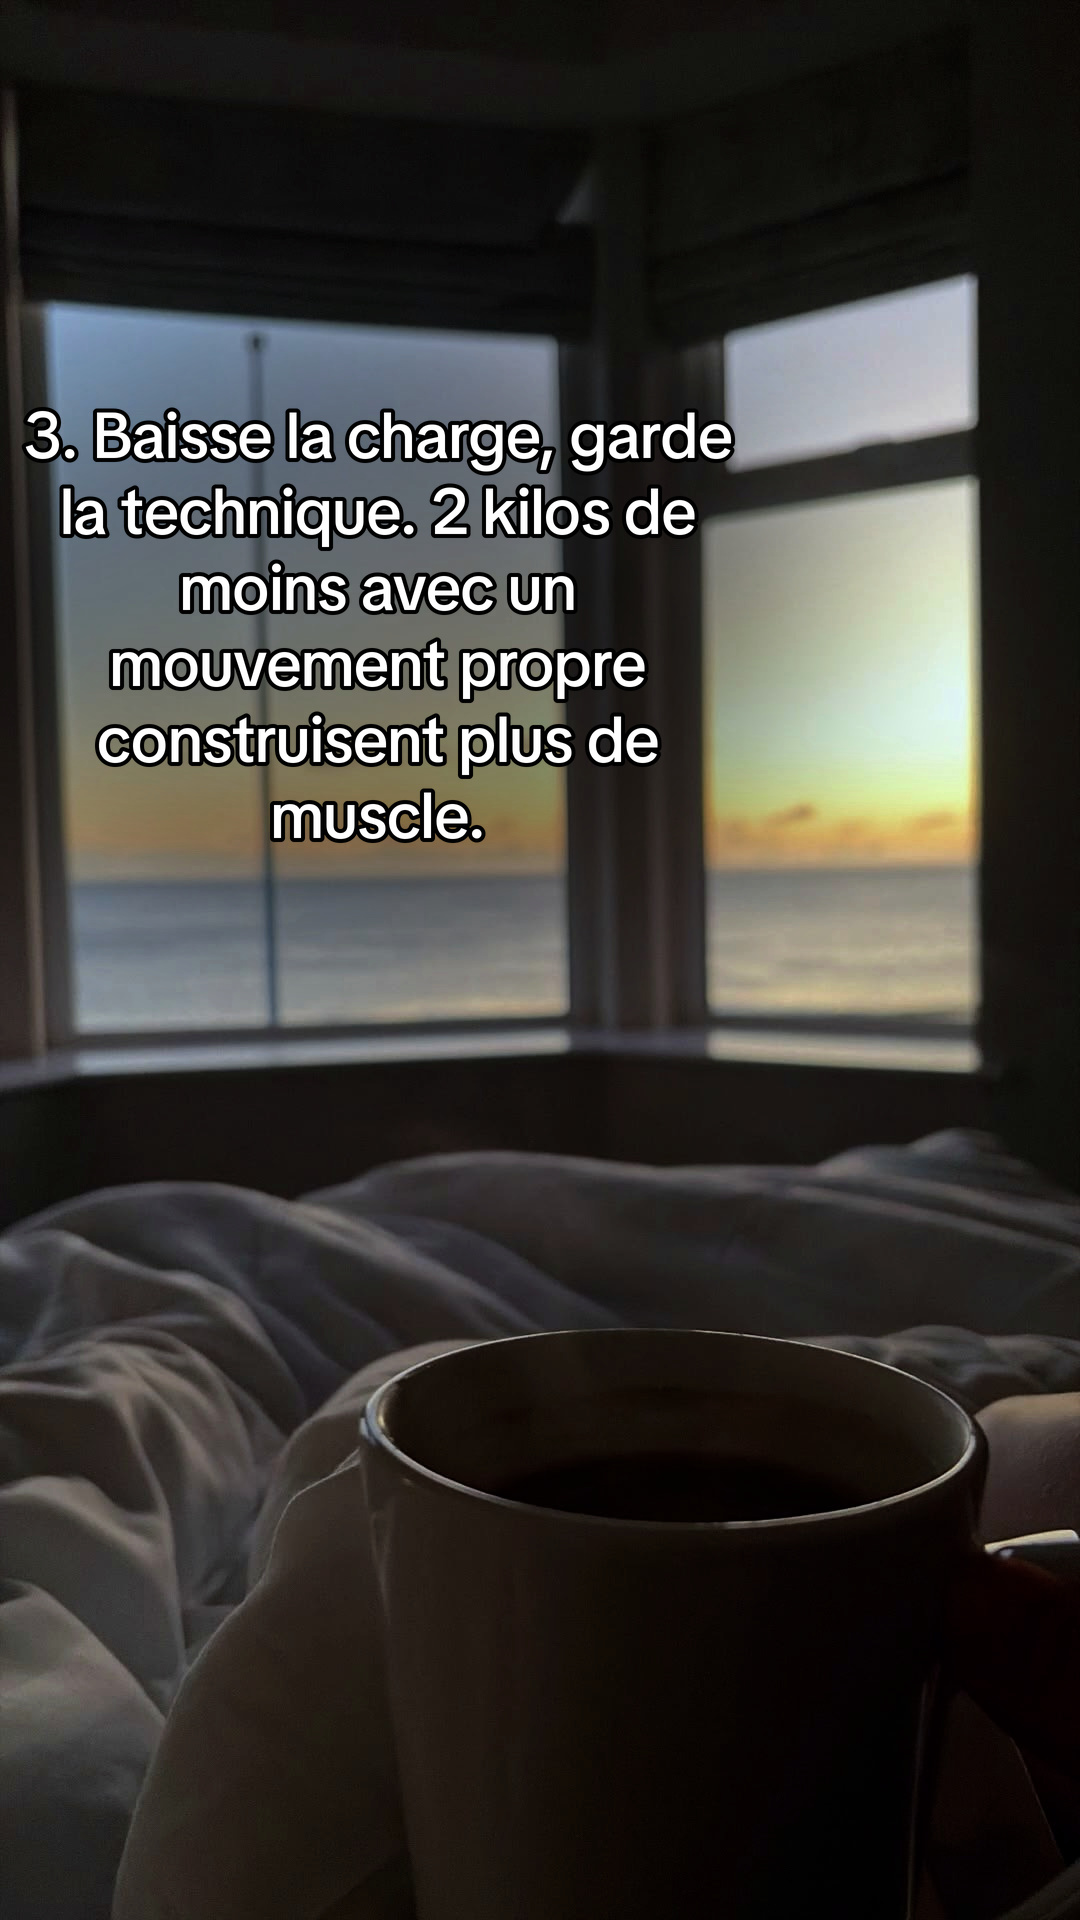 3. Baisse la charge, garde
la technique. 2 kilos de
moins avec un
mouvement propre
construisent plus de
muscle.